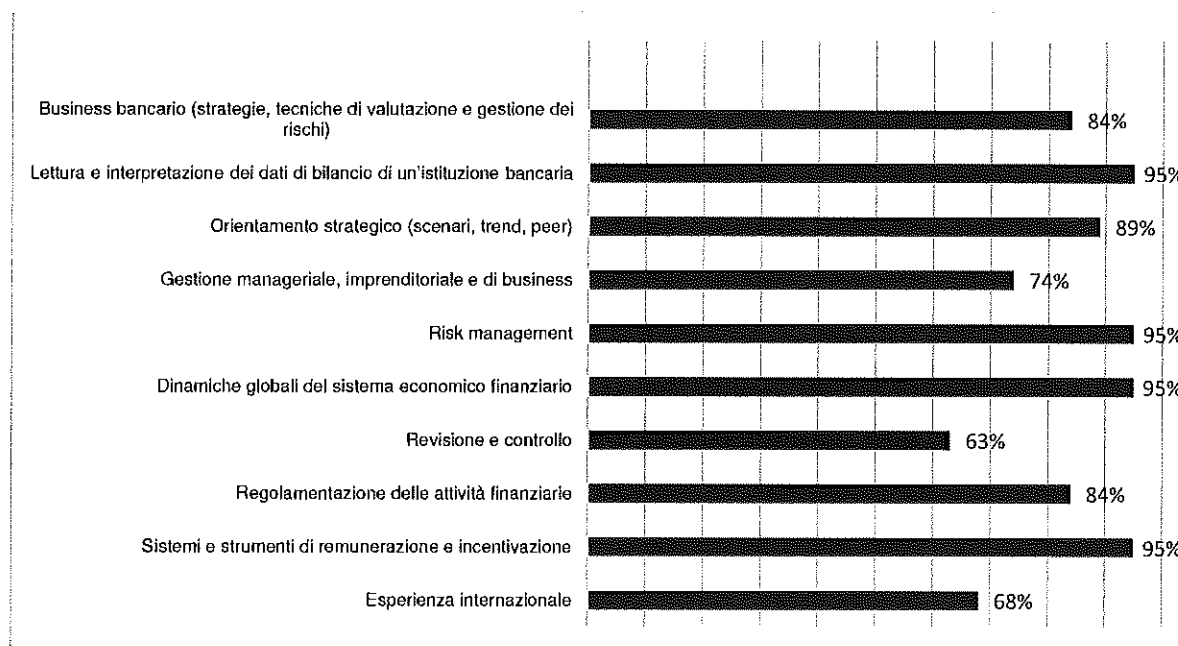 Business bancario (strategie, tecniche di valutazione e gestione dei
rischi)
84%
Lettura e interpretazione dei dati di bilancio di un'istituzione bancaria
95%
Orientamento strategico (scenari, trend, peer)
89%
Gestione manageriale, imprenditoriale e di business
74%
Risk management
95%
Dinamiche globali del sistema economico finanziario
95%
Revisione e controllo
63%
Regolamentazione delle attività finanziarie
84%
Sistemi e strumenti di remunerazione e incentivazione
95%
Esperienza internazionale
68%